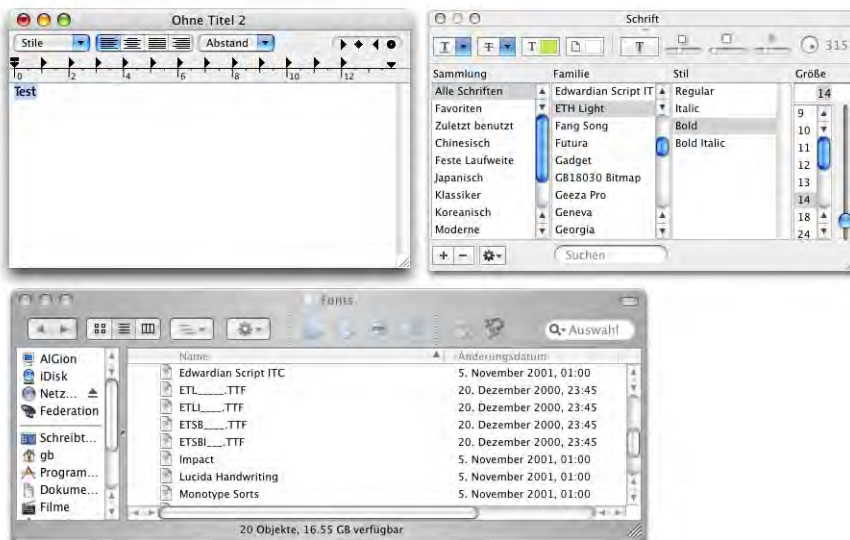 Ohne Titel 2
Stile Abstand
0 2 4 6 8 10 12
Test
Schrift
T T T T 315
Sammlung Familie Stil Größe
Alle Schriften Edwardian Script IT Regular 14
Favoriten ETH Light Italic 9
Zuletzt benutzt Fang Song Bold 10
Chinesisch Futura Bold Italic 11
Feste Laufweite Gadget 12
Japanisch GB18030 Bitmap 13
Klassiker Geeza Pro 14
Koreanisch Geneva 18
Moderne Georgia 24
Suchen
Fonts
Auswahl
Name Änderungsdatum
AlGion
iDisk
Netz...
Federation
Schreibt...
gb
Program...
Dokume...
Filme
Edwardian Script ITC 5. November 2001, 01:00
ETL_____.TTF 20. Dezember 2000, 23:45
ETLI____.TTF 20. Dezember 2000, 23:45
ETSB____.TTF 20. Dezember 2000, 23:45
ETSBI___.TTF 20. Dezember 2000, 23:45
Impact 5. November 2001, 01:00
Lucida Handwriting 5. November 2001, 01:00
Monotype Sorts 5. November 2001, 01:00
20 Objekte, 16.55 GB verfügbar